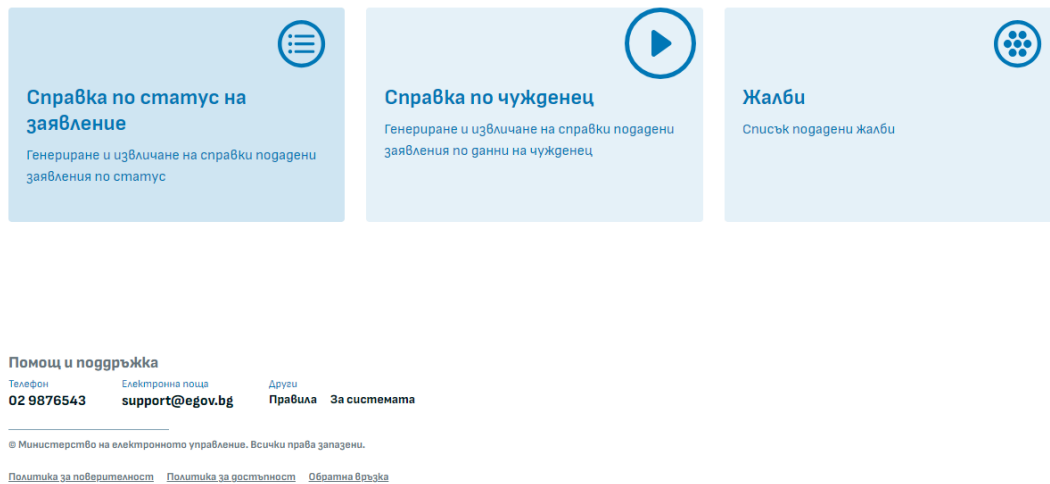 Справка по статус на
заявление
Генериране и извличане на справки подадени
заявления по статус
Справка по чужденец
Генериране и извличане на справки подадени
заявления по данни на чужденец
Жалби
Списък подадени жалби
Помощ и поддръжка
Телефон
02 9876543
Електронна поща
support@egov.bg
Други
Правила За системата
© Министерство на електронното управление. Всички права запазени.
Политика за поверителност Политика за достъпност Обратна връзка